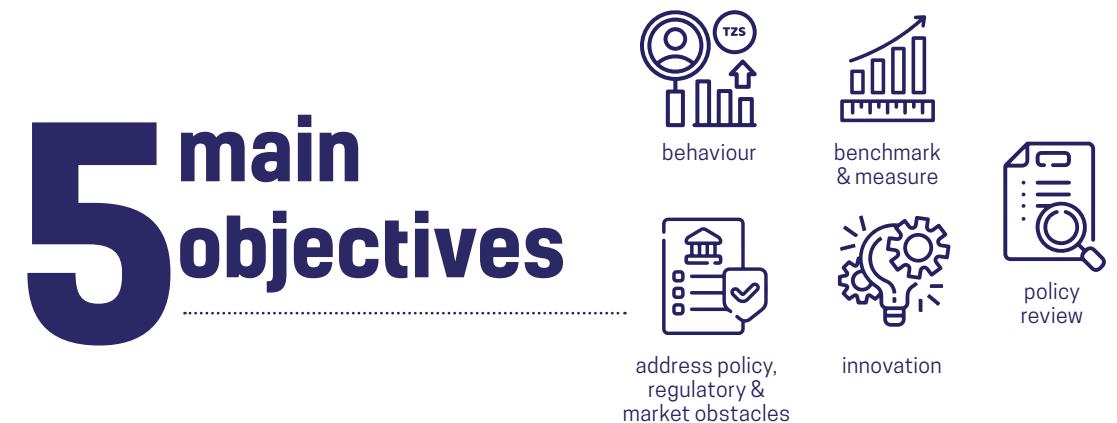 5
main
objectives
TZS
behaviour
benchmark
& measure
policy
review
address policy,
regulatory &
market obstacles
innovation